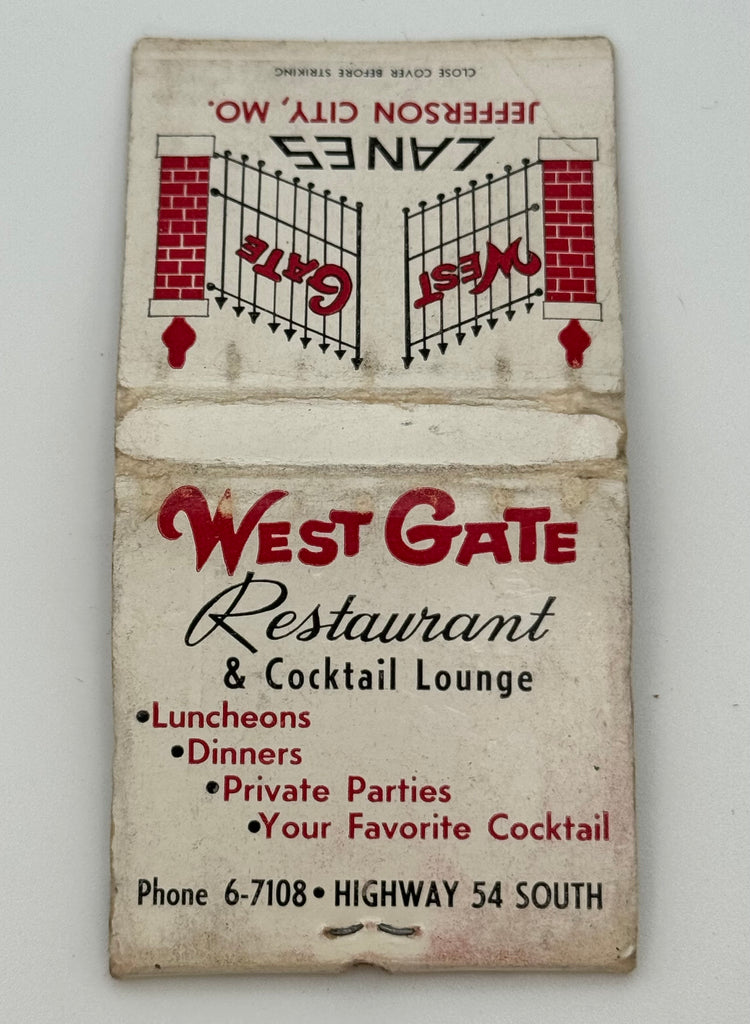 CLOSE COVER BEFORE STRIKING
JEFFERSON CITY, MO.
LANES
WEST GATE
WEST GATE
Restaurant
& Cocktail Lounge
•Luncheons
•Dinners
•Private Parties
•Your Favorite Cocktail
Phone 6-7108 • HIGHWAY 54 SOUTH